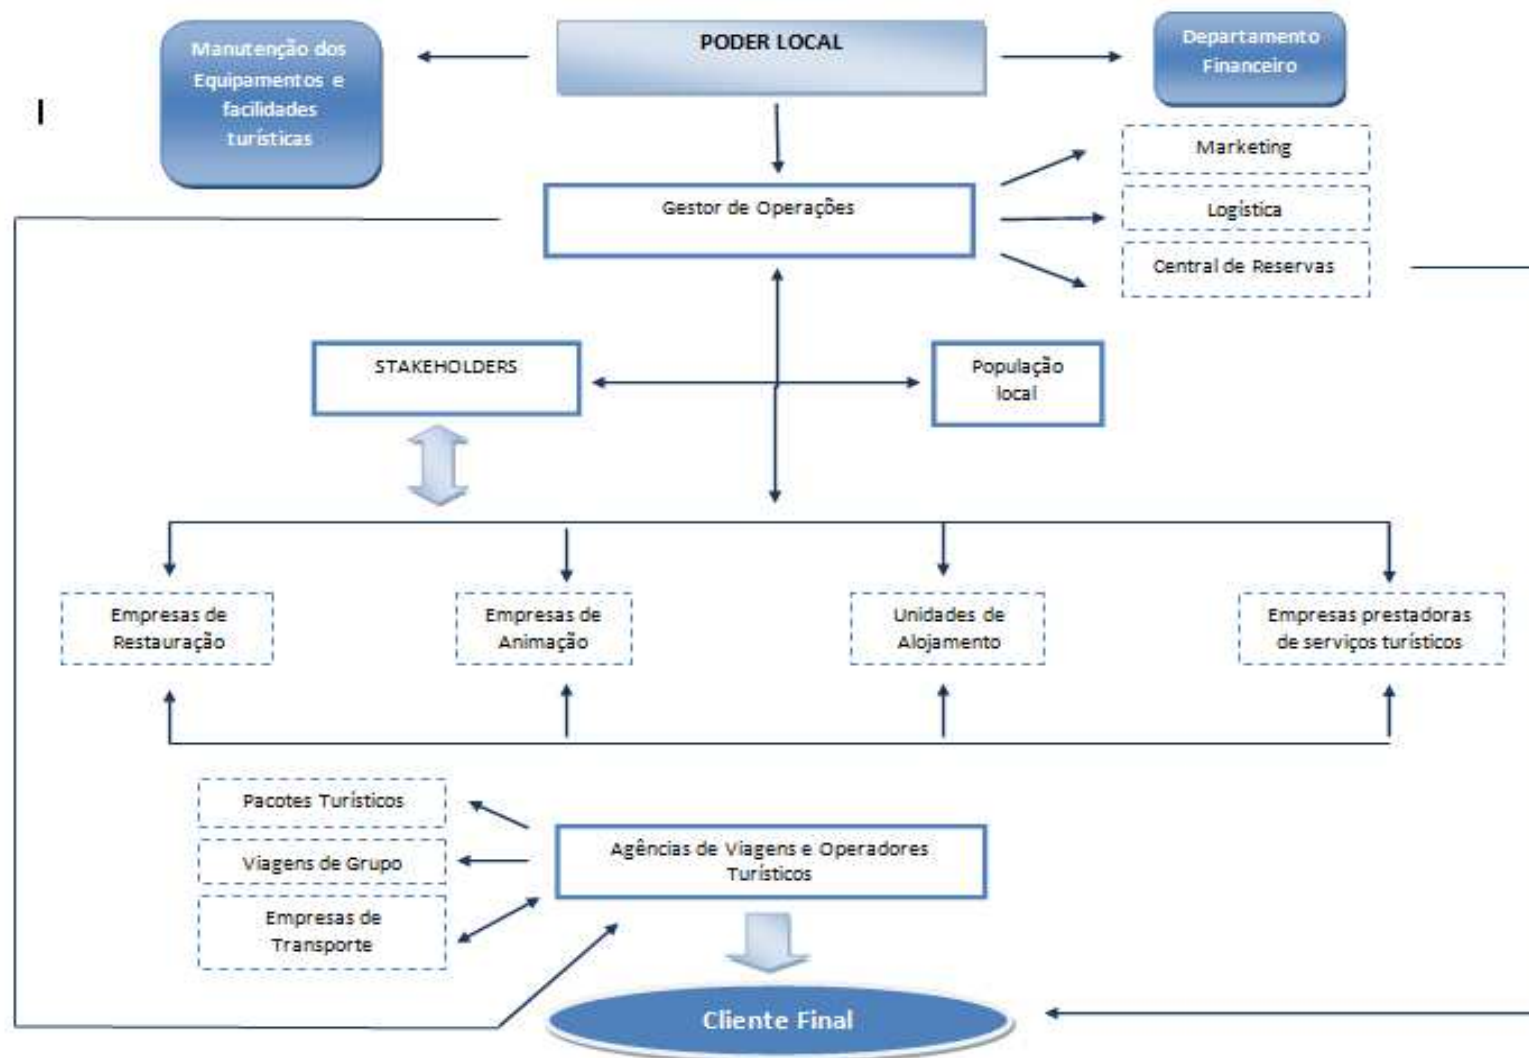 Manutenção dos
Equipamentos e
facilidades
turísticas
PODER LOCAL
Departamento
Financeiro
I
Marketing
Gestor de Operações
Logística
Central de Reservas
STAKEHOLDERS
População
local
Empresas de
Restauração
Empresas de
Animação
Unidades de
Alojamento
Empresas prestadoras
de serviços turísticos
Pacotes Turísticos
Viagens de Grupo
Empresas de
Transporte
Agências de Viagens e Operadores
Turísticos
Cliente Final